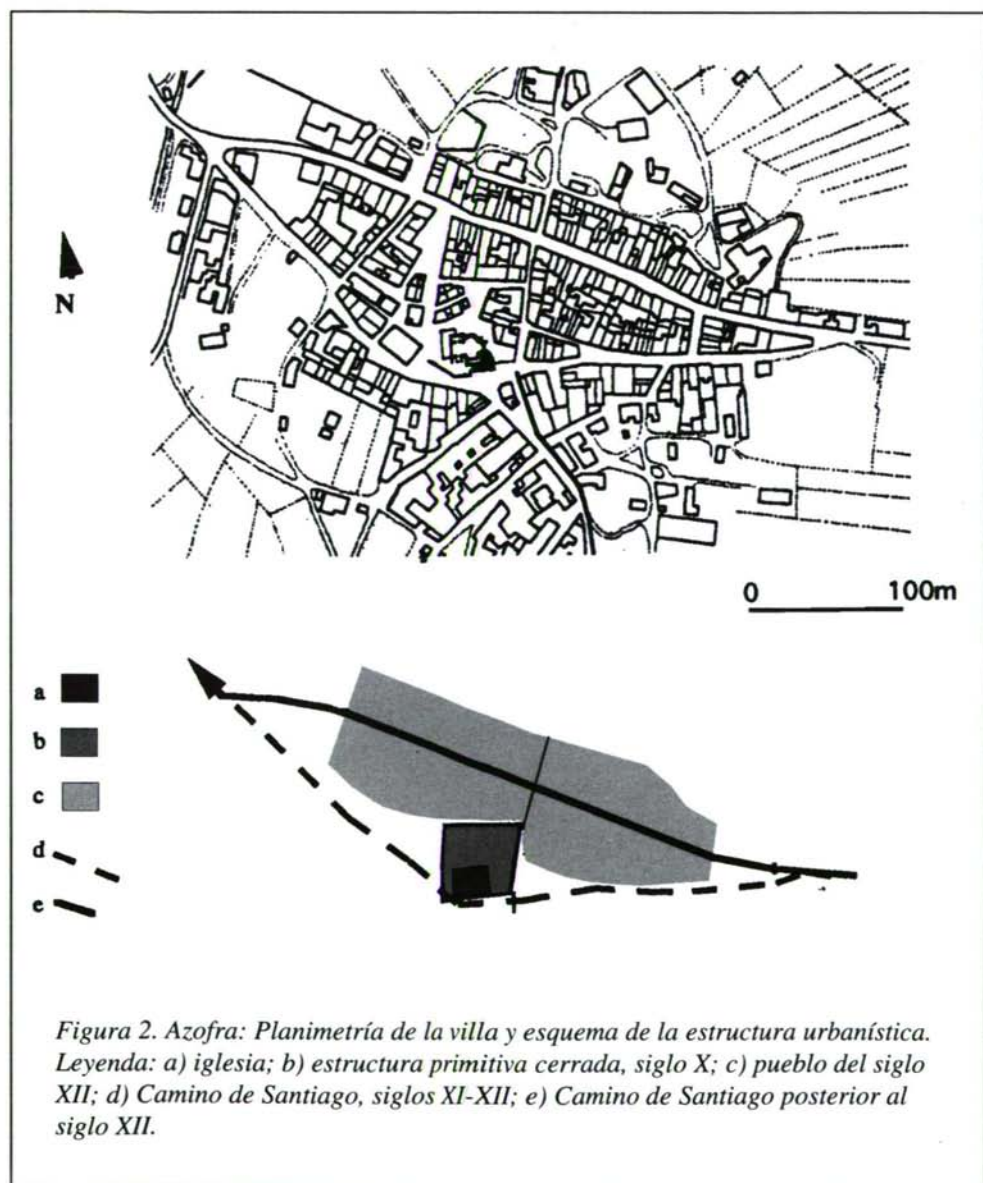 N
0 100m
a
b
c
d
e
Figura 2. Azofra: Planimetría de la villa y esquema de la estructura urbanística.
Leyenda: a) iglesia; b) estructura primitiva cerrada, siglo X; c) pueblo del siglo
XII; d) Camino de Santiago, siglos XI-XII; e) Camino de Santiago posterior al
siglo XII.